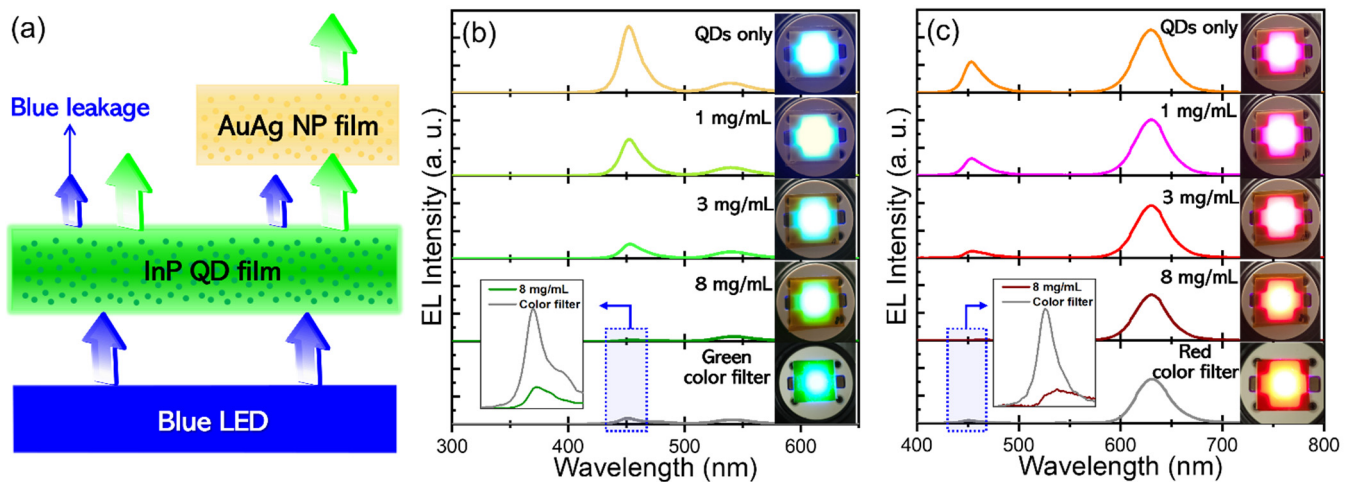 (a)
Blue leakage
AuAg NP film
InP QD film
Blue LED
(b)
QDs only
1 mg/mL
3 mg/mL
8 mg/mL
Green
color filter
8 mg/mL
Color filter
EL Intensity (a. u.)
300
400
500
600
Wavelength (nm)
(c)
QDs only
1 mg/mL
3 mg/mL
8 mg/mL
Red
color filter
8 mg/mL
Color filter
EL Intensity (a. u.)
400
500
600
700
800
Wavelength (nm)